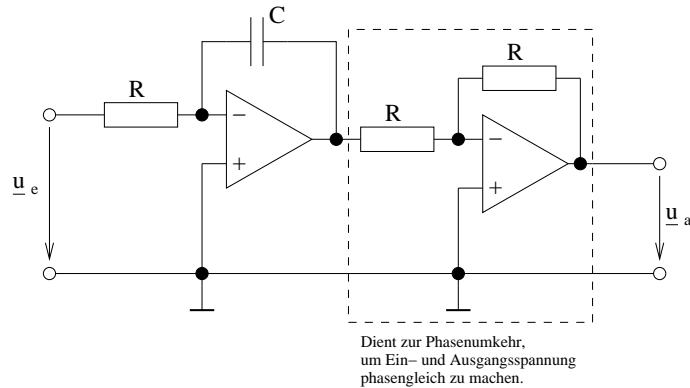 C
R
R
R
−
+
−
+
u e
u a
Dient zur Phasenumkehr,
um Ein− und Ausgangsspannung
phasengleich zu machen.